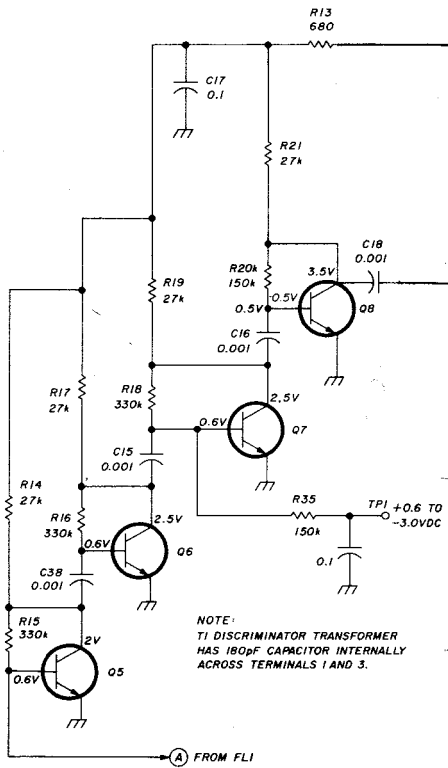 R13
680
C17
0.1
R21
27k
C18
0.001
R19
27k
R20k
150k
3.5V
-0.5V
0.5V
Q8
C16
0.001
R17
27k
R18
330k
2.5V
0.6V
Q7
C15
0.001
R14
27k
R35
150k
TP1
+0.6 TO
-3.0VDC
R16
330k
2.5V
0.6V
Q6
0.1
C38
0.001
R15
330k
2V
0.6V
Q5
NOTE:
T1 DISCRIMINATOR TRANSFORMER
HAS 180pF CAPACITOR INTERNALLY
ACROSS TERMINALS 1 AND 3.
A FROM FL1